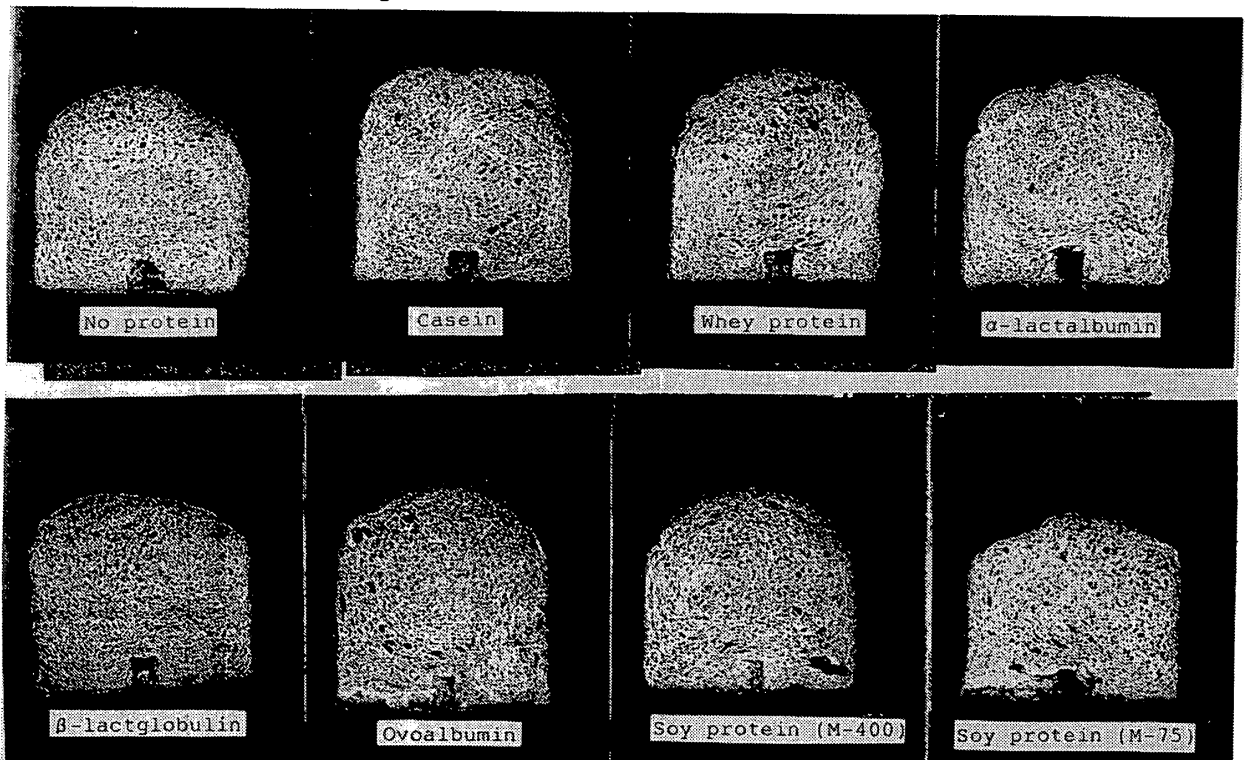 No protein
Casein
Whey protein
α-lactalbumin
β-lactglobulin
Ovoalbumin
Soy protein (M-400)
Soy protein (M-75)